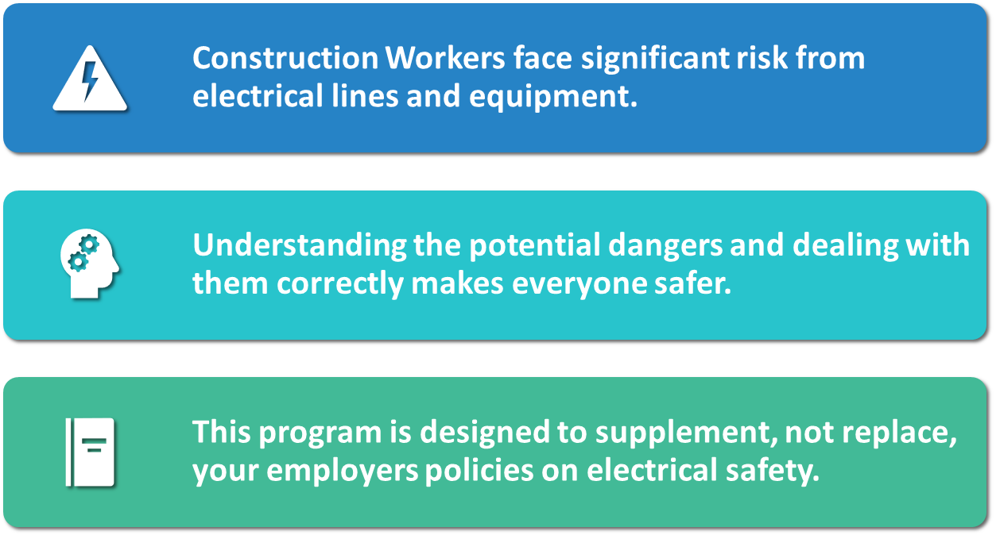 Construction Workers face significant risk from
electrical lines and equipment.
Understanding the potential dangers and dealing with
them correctly makes everyone safer.
This program is designed to supplement, not replace,
your employers policies on electrical safety.